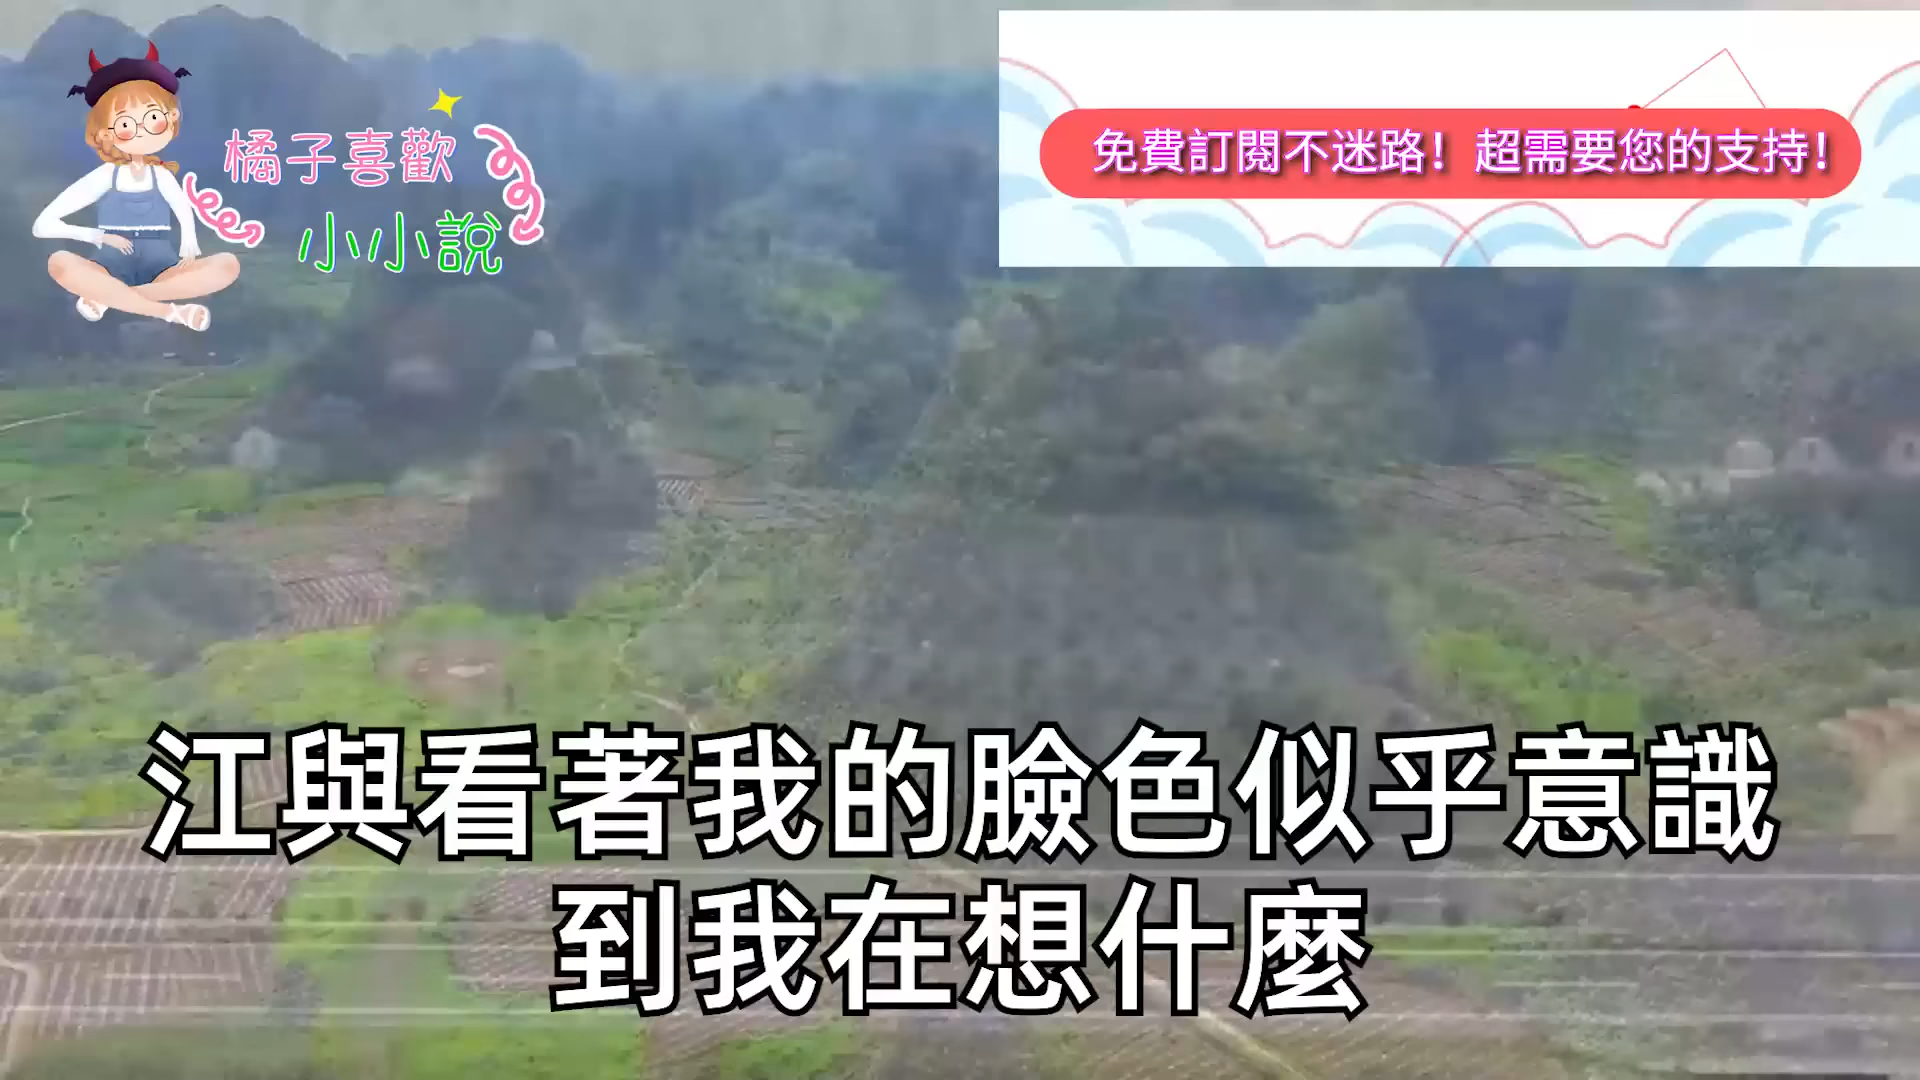 橘子喜歡
小小說
免費訂閱不迷路！超需要您的支持！
江與看著我的臉色似乎意識
到我在想什麼